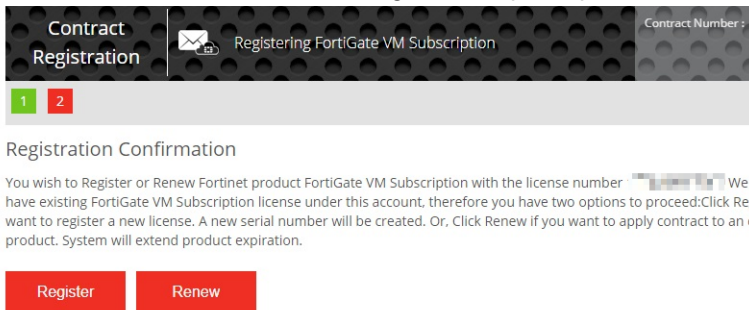 Contract
Registration
Registering FortiGate VM Subscription
Contract Number :
1 2
Registration Confirmation
You wish to Register or Renew Fortinet product FortiGate VM Subscription with the license number We
have existing FortiGate VM Subscription license under this account, therefore you have two options to proceed:Click Re
want to register a new license. A new serial number will be created. Or, Click Renew if you want to apply contract to an
product. System will extend product expiration.
Register Renew